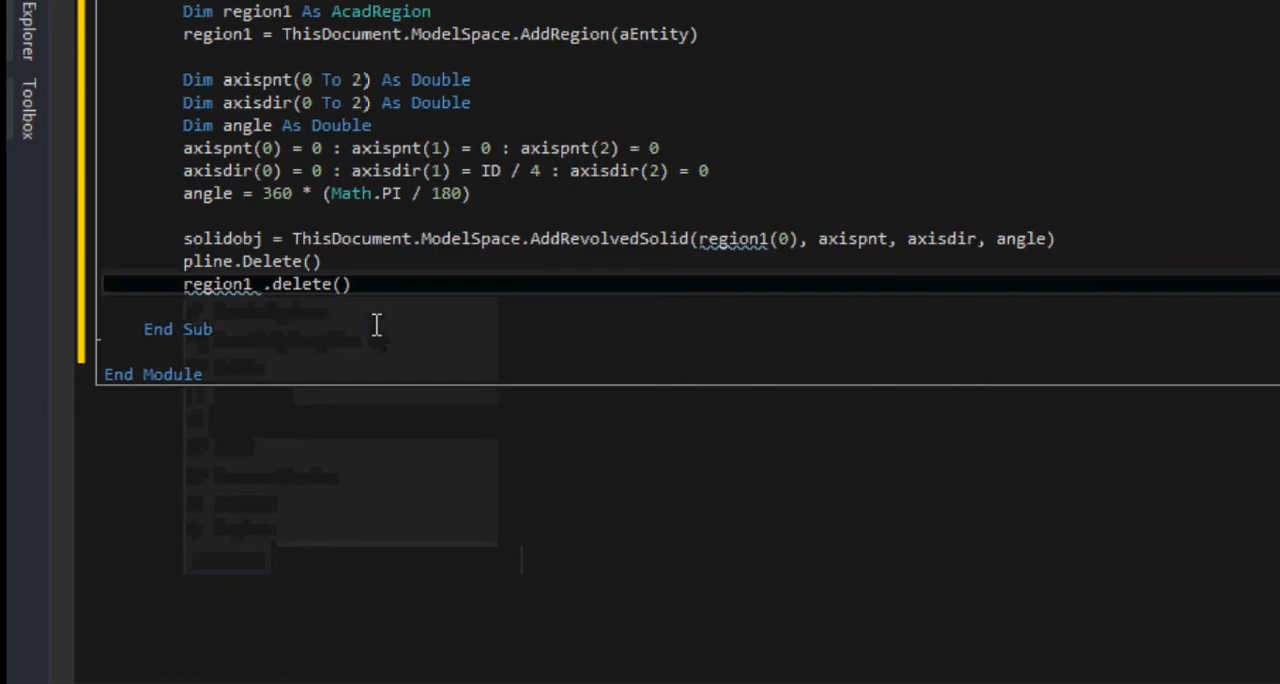 Explorer
Toolbox
Dim region1 As AcadRegion
region1 = ThisDocument.ModelSpace.AddRegion(aEntity)
Dim axispnt(0 To 2) As Double
Dim axisdir(0 To 2) As Double
Dim angle As Double
axispnt(0) = 0 : axispnt(1) = 0 : axispnt(2) = 0
axisdir(0) = 0 : axisdir(1) = ID / 4 : axisdir(2) = 0
angle = 360 * (Math.PI / 180)
solidobj = ThisDocument.ModelSpace.AddRevolvedSolid(region1(0), axispnt, axisdir, angle)
pline.Delete()
region1 .delete()
End Sub
End Module